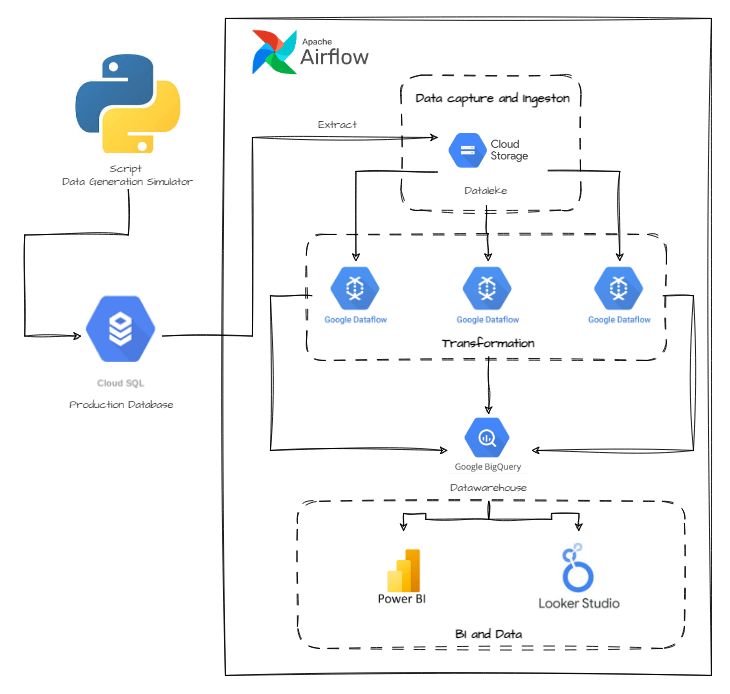 Apache
Airflow
Data capture and Ingeston
Extract
Cloud
Storage
Dataleke
Script
Data Generation Simulator
Google Dataflow
Google Dataflow
Google Dataflow
Transformation
Cloud SQL
Production Database
Google BigQuery
Datawarehouse
Power BI
Looker Studio
BI and Data